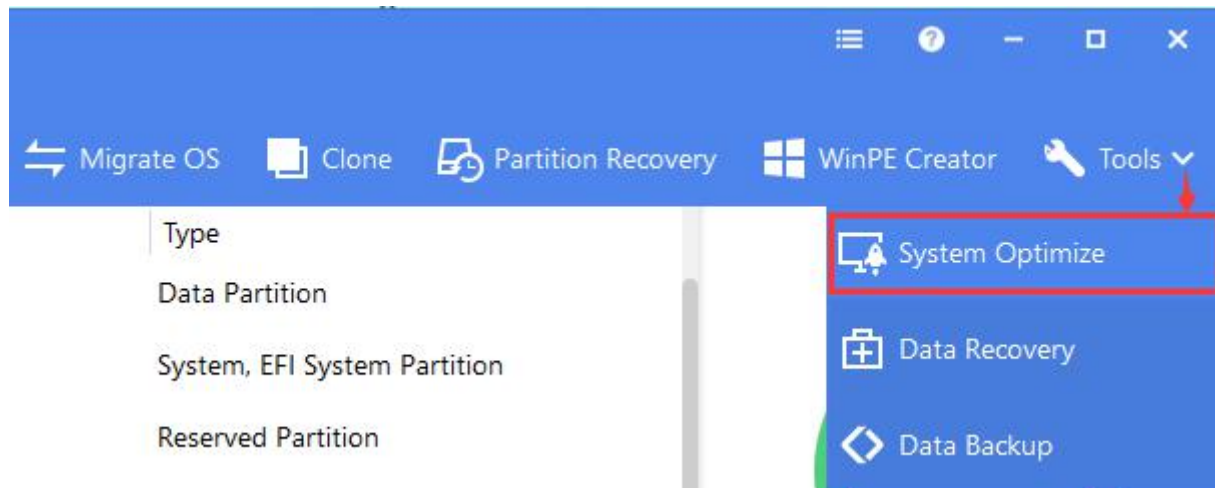 Migrate OS Clone Partition Recovery WinPE Creator Tools
Type
System Optimize
Data Partition
Data Recovery
System, EFI System Partition
Reserved Partition
Data Backup